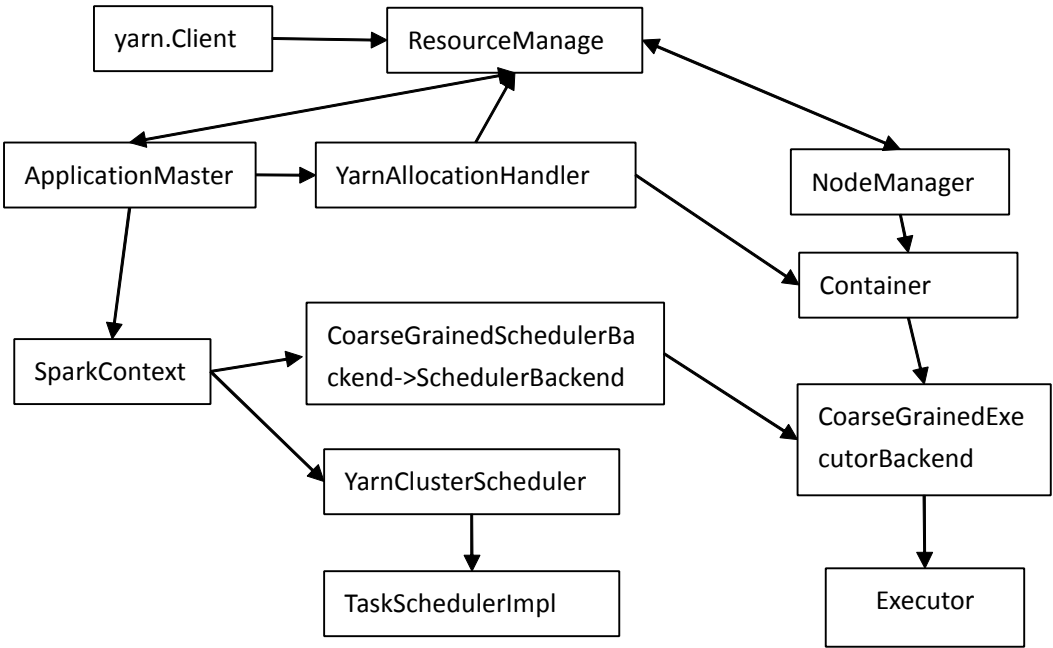 yarn.Client
ResourceManage
ApplicationMaster
YarnAllocationHandler
NodeManager
Container
CoarseGrainedSchedulerBa
ckend->SchedulerBackend
SparkContext
CoarseGrainedExe
cutorBackend
YarnClusterScheduler
TaskSchedulerImpl
Executor